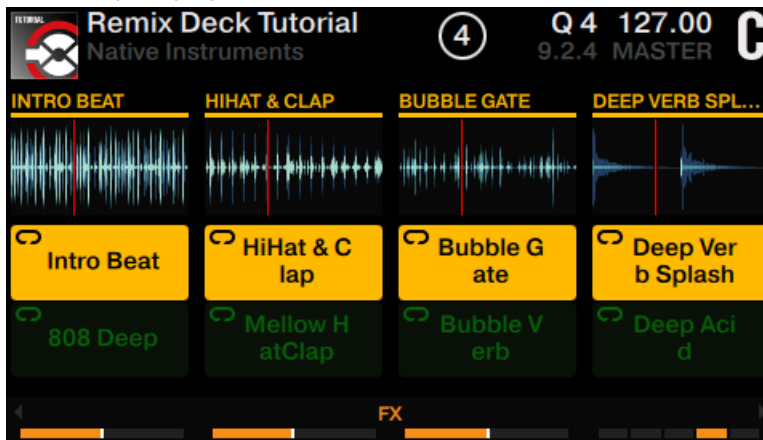 TUTORIAL
Remix Deck Tutorial
Native Instruments
4
Q 4 127.00
9.2.4 MASTER
C
INTRO BEAT HIHAT & CLAP BUBBLE GATE DEEP VERB SPL...
Intro Beat
HiHat & C
lap
Bubble G
ate
Deep Ver
b Splash
808 Deep
Mellow H
atClap
Bubble V
erb
Deep Aci
d
FX